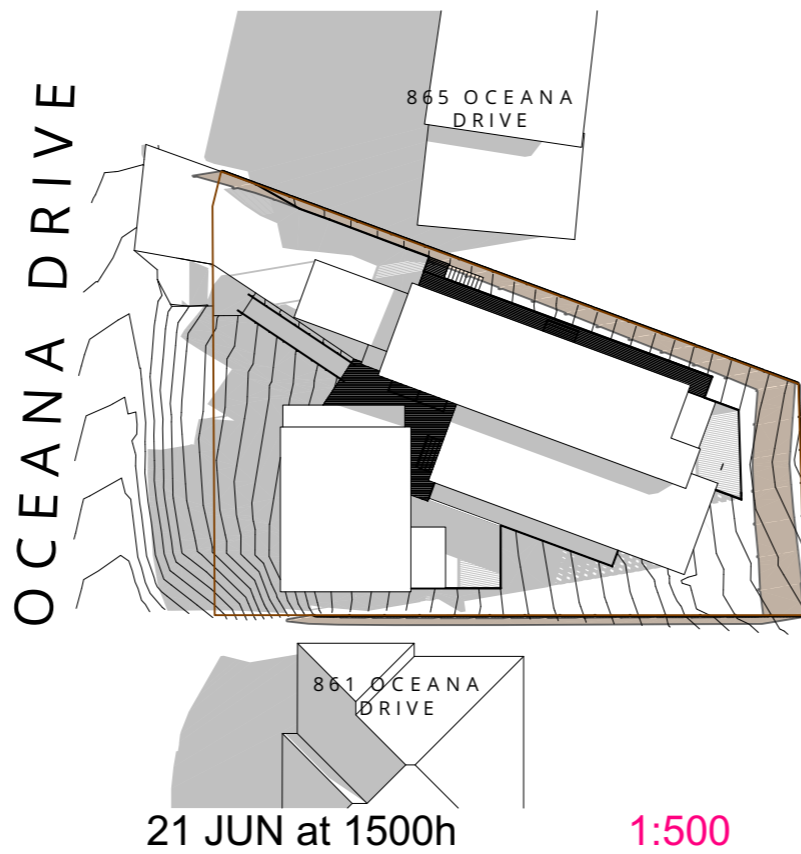 OCEANA DRIVE
865 OCEANA
DRIVE
861 OCEANA
DRIVE
21 JUN at 1500h
1:500